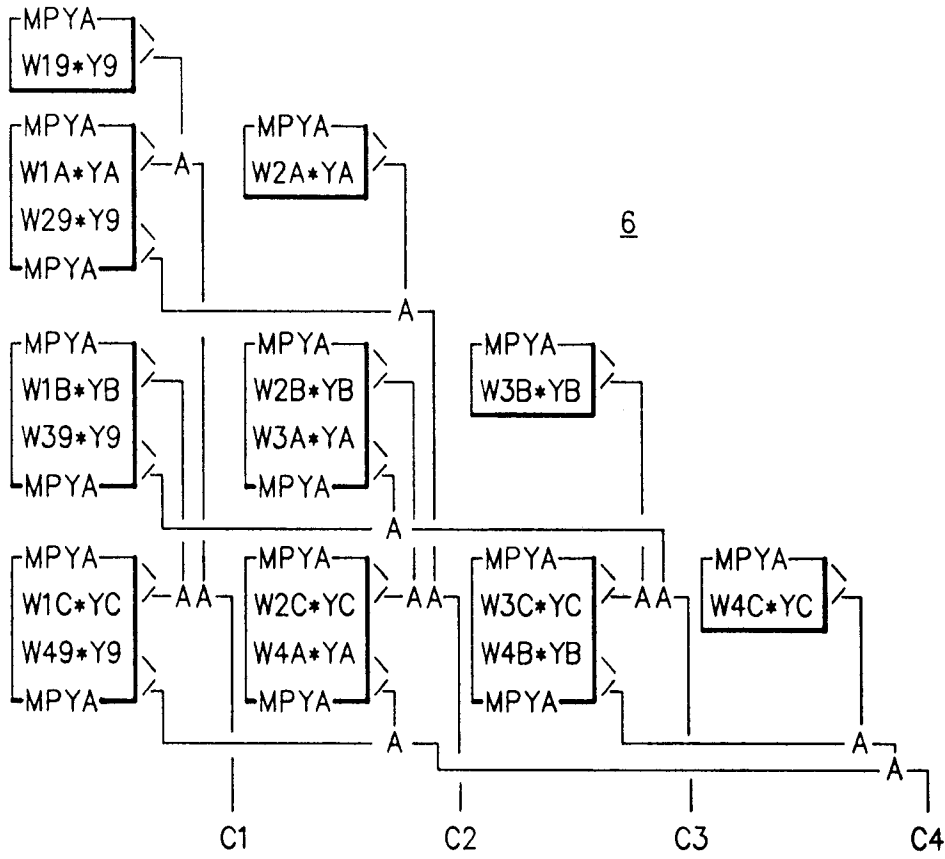 MPYA
W19*Y9
MPYA MPYA
W1A*YA A W2A*YA
W29*Y9 6
MPYA
A
MPYA MPYA MPYA
W1B*YB W2B*YB W3B*YB
W39*Y9 W3A*YA
MPYA MPYA
A
MPYA MPYA MPYA MPYA
W1C*YC A A W2C*YC A A W3C*YC A A W4C*YC
W49*Y9 W4A*YA W4B*YB
MPYA MPYA MPYA
A A
A
C1 C2 C3 C4